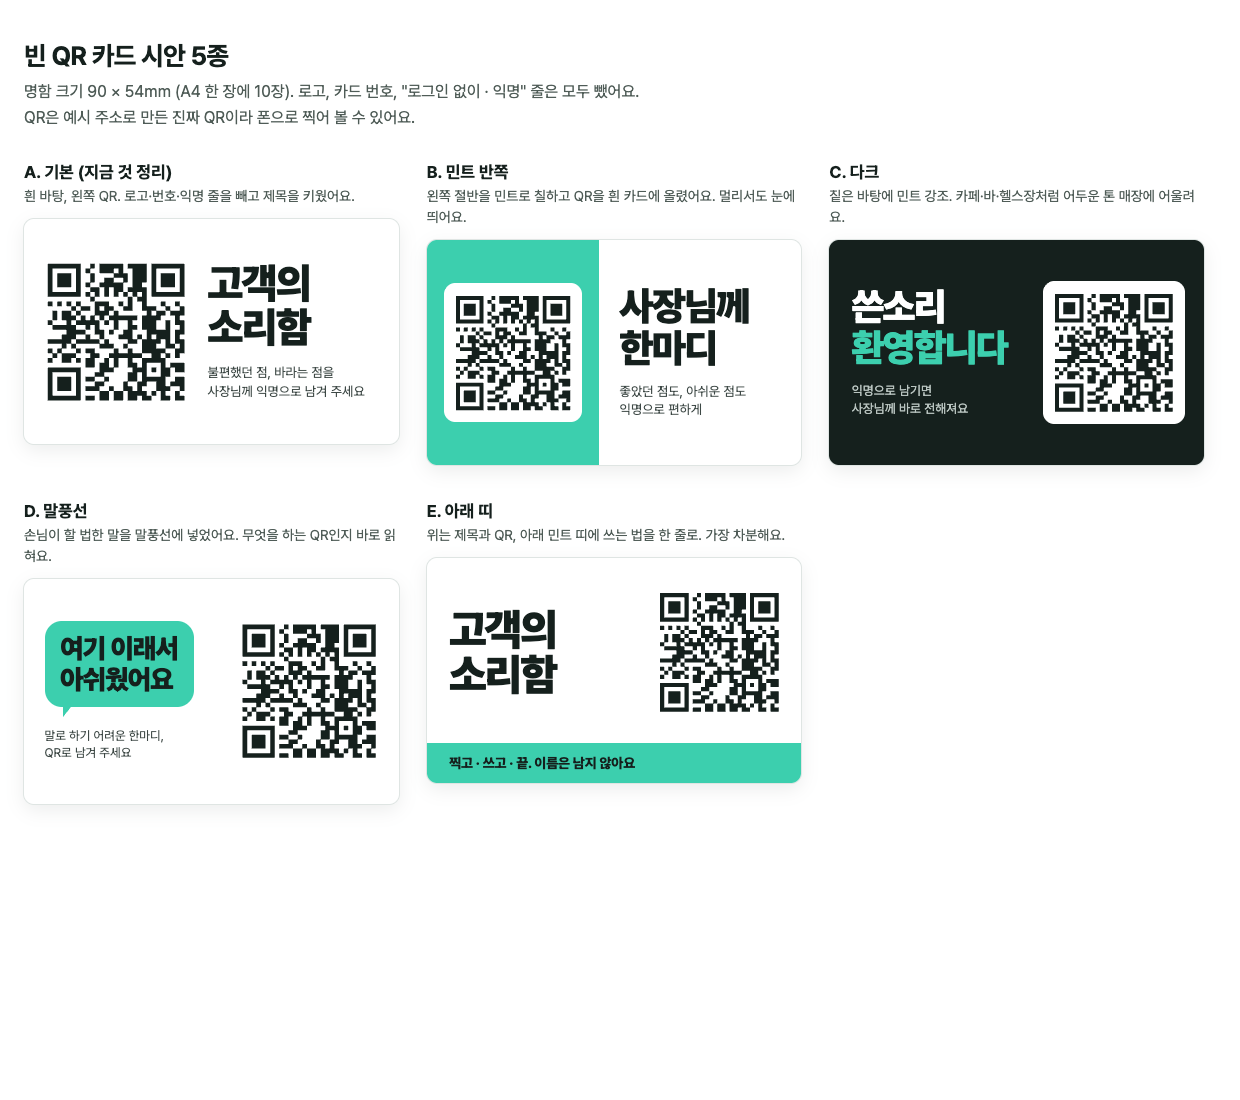 빈 QR 카드 시안 5종
명함 크기 90 × 54mm (A4 한 장에 10장). 로고, 카드 번호, "로그인 없이 · 익명" 줄은 모두 뺐어요.
QR은 예시 주소로 만든 진짜 QR이라 폰으로 찍어 볼 수 있어요.
A. 기본 (지금 것 정리)
흰 바탕, 왼쪽 QR. 로고·번호·익명 줄을 빼고 제목을 키웠어요.
고객의
소리함
불편했던 점, 바라는 점을
사장님께 익명으로 남겨 주세요
B. 민트 반쪽
왼쪽 절반을 민트로 칠하고 QR을 흰 카드에 올렸어요. 멀리서도 눈에
띄어요.
사장님께
한마디
좋았던 점도, 아쉬운 점도
익명으로 편하게
C. 다크
짙은 바탕에 민트 강조. 카페·바·헬스장처럼 어두운 톤 매장에 어울려
요.
쓴소리
환영합니다
익명으로 남기면
사장님께 바로 전해져요
D. 말풍선
손님이 할 법한 말을 말풍선에 넣었어요. 무엇을 하는 QR인지 바로 읽
혀요.
여기 이래서
아쉬웠어요
말로 하기 어려운 한마디,
QR로 남겨 주세요
E. 아래 띠
위는 제목과 QR, 아래 민트 띠에 쓰는 법을 한 줄로. 가장 차분해요.
고객의
소리함
찍고 · 쓰고 · 끝. 이름은 남지 않아요